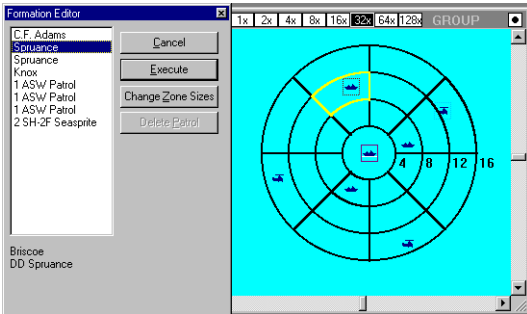 Formation Editor
1x 2x 4x 8x 16x 32x 64x 128x GROUP
C.F. Adams
Spruance
Spruance
Knox
1 ASW Patrol
1 ASW Patrol
1 ASW Patrol
2 SH-2F Seasprite
Cancel
Execute
Change Zone Sizes
Delete Patrol
4 8 12 16
Briscoe
DD Spruance